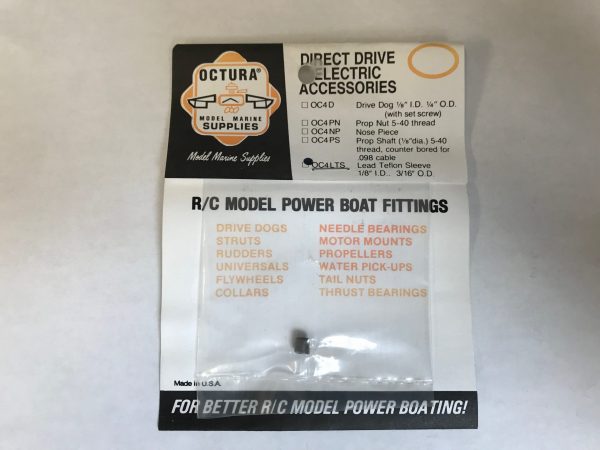 OCTURA®
MODEL MARINE
SUPPLIES
Model Marine Supplies
DIRECT DRIVE
ELECTRIC
ACCESSORIES
OC4D Drive Dog 1/8" I.D. 1/4" O.D.
(with set screw)
OC4PN Prop Nut 5-40 thread
OC4NP Nose Piece
OC4PS Prop Shaft (1/8"dia.) 5-40
thread, counter bored for
.098 cable
OC4LTS Lead Teflon Sleeve
1/8" I.D.. 3/16" O.D.
R/C MODEL POWER BOAT FITTINGS
DRIVE DOGS NEEDLE BEARINGS
STRUTS MOTOR MOUNTS
RUDDERS PROPELLERS
UNIVERSALS WATER PICK-UPS
FLYWHEELS TAIL NUTS
COLLARS THRUST BEARINGS
Made in U.S.A.
FOR BETTER R/C MODEL POWER BOATING!